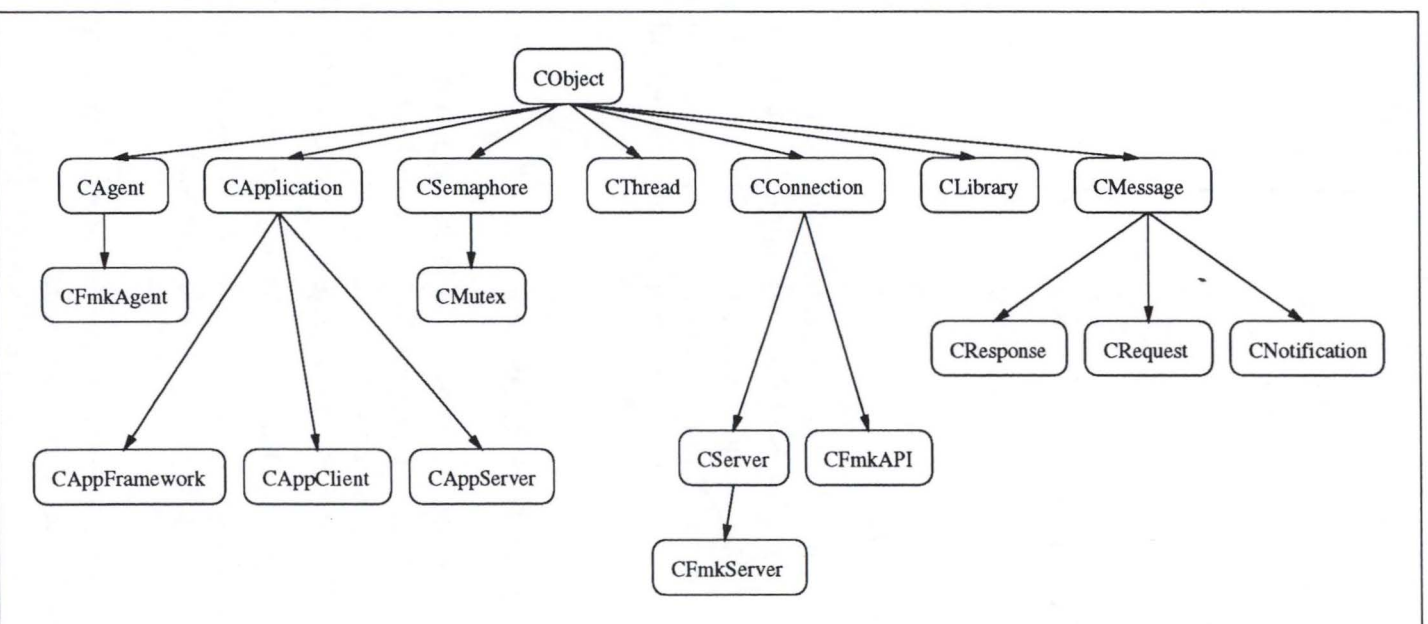 CObject
CAgent
CApplication
CSemaphore
CThread
CConnection
CLibrary
CMessage
CFmkAgent
CMutex
CResponse
CRequest
CNotification
CAppFramework
CAppClient
CAppServer
CServer
CFmkAPI
CFmkServer